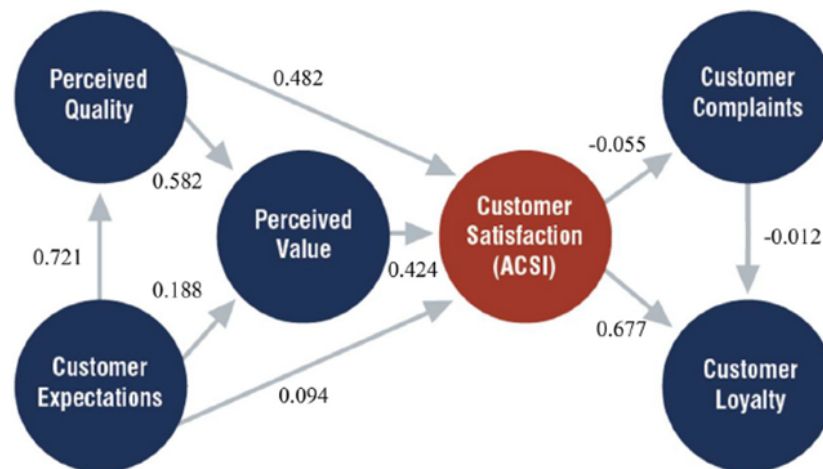 Perceived
Quality
0.482
Customer
Complaints
-0.055
0.582
Perceived
Value
Customer
Satisfaction
(ACSI)
0.721
0.188
0.424
-0.012
0.677
Customer
Expectations
0.094
Customer
Loyalty